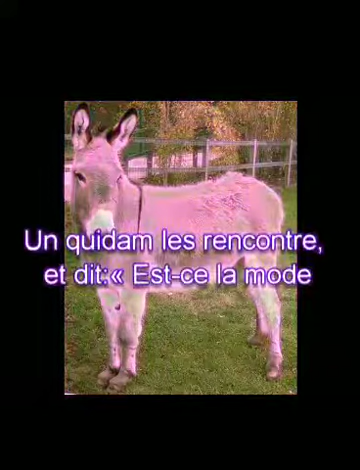 Un quidam les rencontre,
et dit:« Est-ce la mode